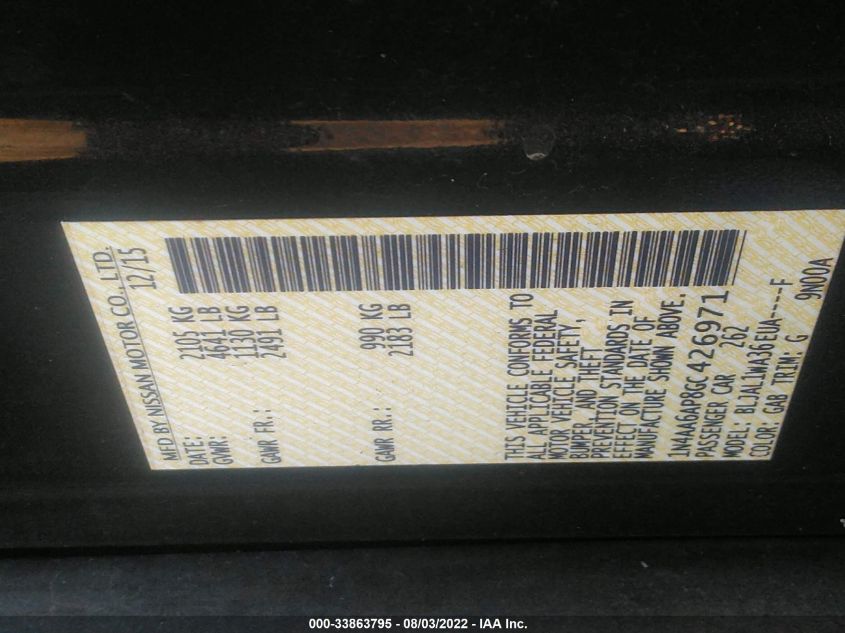 MFD BY NISSAN MOTOR CO., LTD.
DATE: 12/15
GVWR: 2105 KG
4641 LB
GAWR FR.: 1130 KG
2491 LB
GAWR RR.: 990 KG
2183 LB
THIS VEHICLE CONFORMS TO
ALL APPLICABLE FEDERAL
MOTOR VEHICLE SAFETY,
BUMPER, AND THEFT
PREVENTION STANDARDS IN
EFFECT ON THE DATE OF
MANUFACTURE SHOWN ABOVE.
1N4AA6AP8GC426971
PASSENGER CAR 262
MODEL: BLJALLWA36EUA----F
COLOR: GAB TRIM: G 9N00A
000-33863795 - 08/03/2022 - IAA Inc.